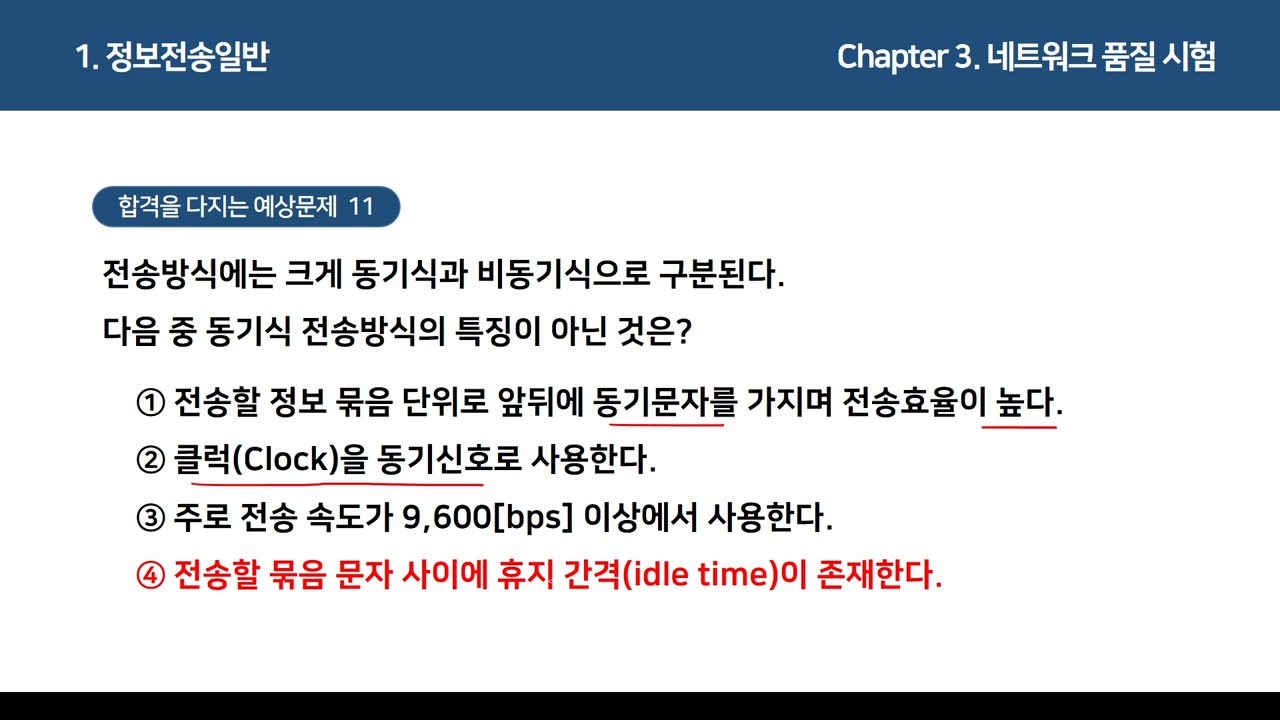 1. 정보전송일반
Chapter 3. 네트워크 품질 시험
합격을 다지는 예상문제 11
전송방식에는 크게 동기식과 비동기식으로 구분된다.
다음 중 동기식 전송방식의 특징이 아닌 것은?
① 전송할 정보 묶음 단위로 앞뒤에 동기문자를 가지며 전송효율이 높다.
② 클럭(Clock)을 동기신호로 사용한다.
③ 주로 전송 속도가 9,600[bps] 이상에서 사용한다.
④ 전송할 묶음 문자 사이에 휴지 간격(idle time)이 존재한다.